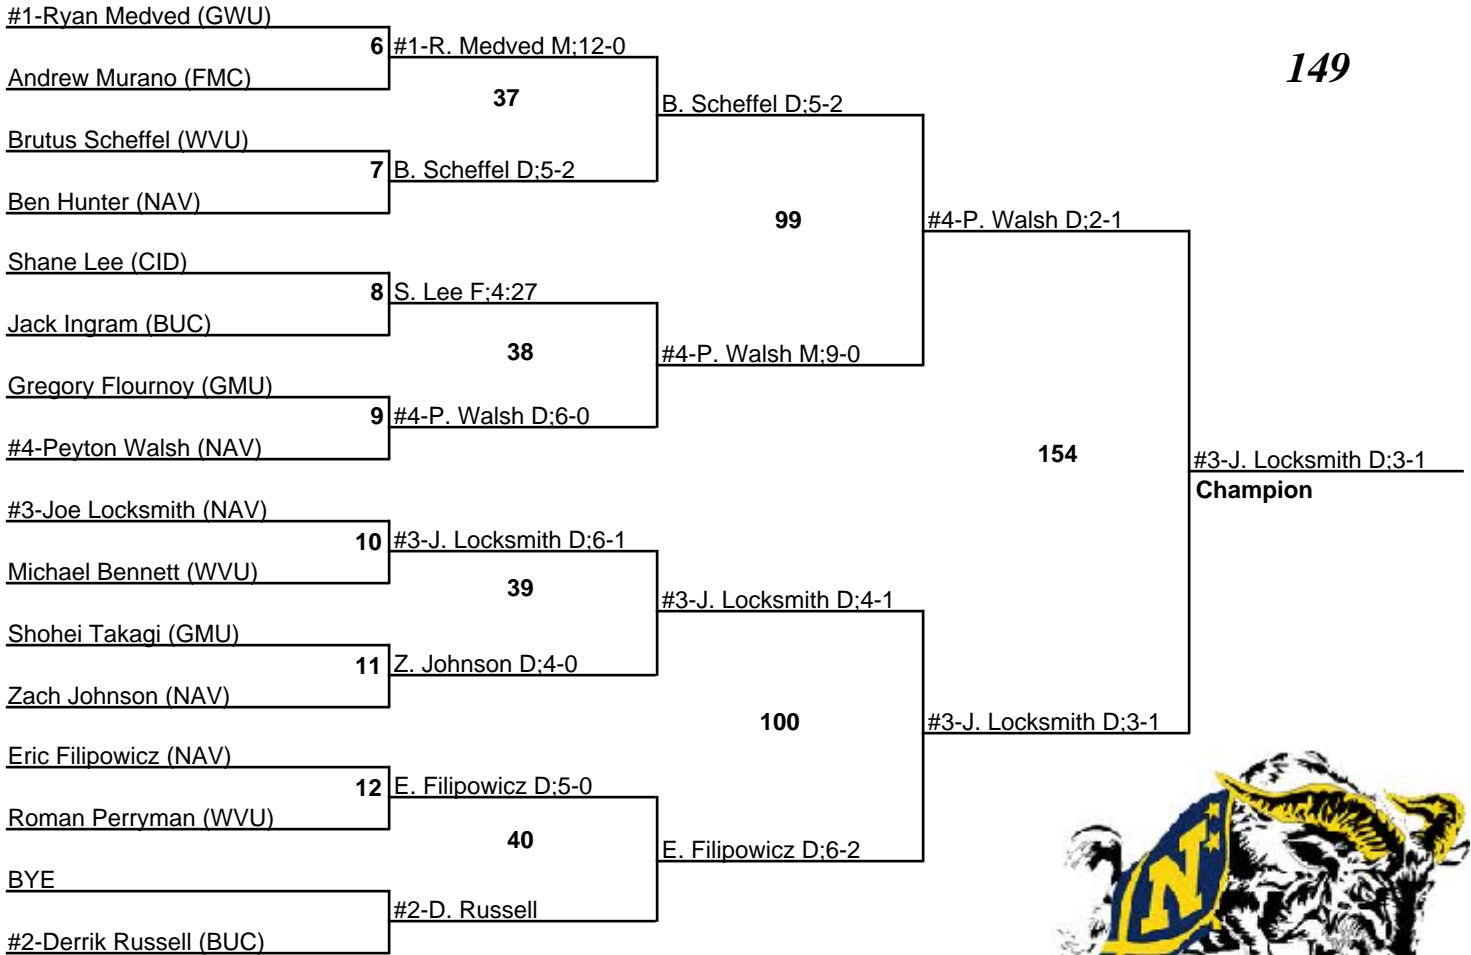 #1-Ryan Medved (GWU)
6 #1-R. Medved M;12-0
149
Andrew Murano (FMC)
37
B. Scheffel D;5-2
Brutus Scheffel (WVU)
7 B. Scheffel D;5-2
Ben Hunter (NAV)
99
#4-P. Walsh D;2-1
Shane Lee (CID)
8 S. Lee F;4:27
Jack Ingram (BUC)
38
#4-P. Walsh M;9-0
Gregory Flournoy (GMU)
9 #4-P. Walsh D;6-0
#4-Peyton Walsh (NAV)
154
#3-J. Locksmith D;3-1
Champion
#3-Joe Locksmith (NAV)
10 #3-J. Locksmith D;6-1
Michael Bennett (WVU)
39
#3-J. Locksmith D;4-1
Shohei Takagi (GMU)
11 Z. Johnson D;4-0
Zach Johnson (NAV)
100
#3-J. Locksmith D;3-1
Eric Filipowicz (NAV)
12 E. Filipowicz D;5-0
Roman Perryman (WVU)
40
E. Filipowicz D;6-2
BYE
#2-D. Russell
#2-Derrik Russell (BUC)
N